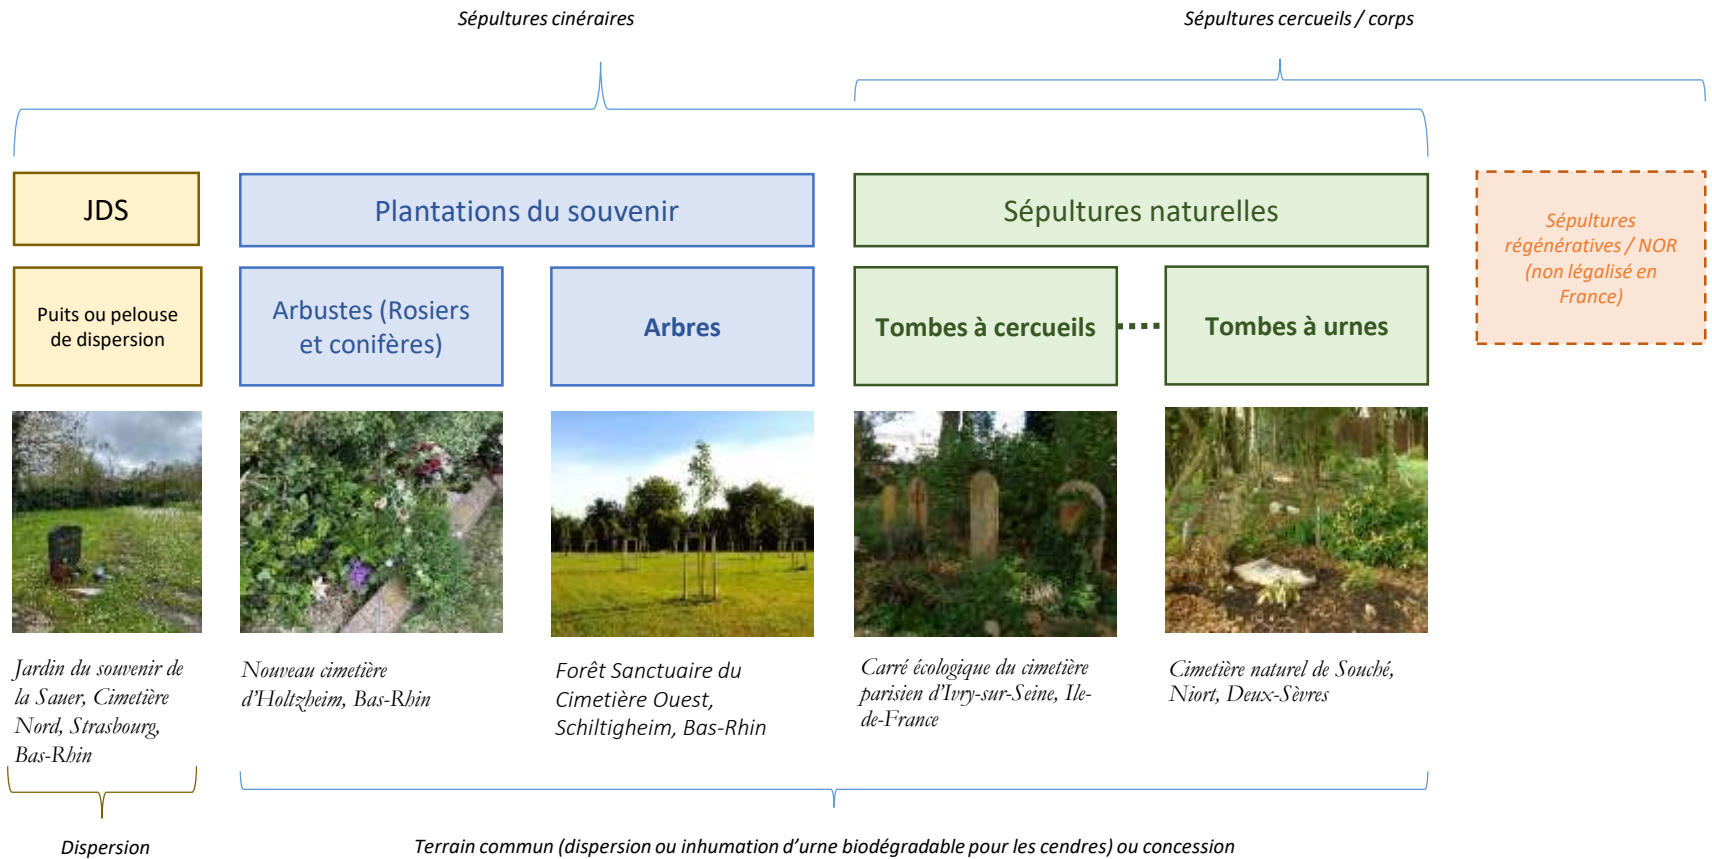 Sépultures cinéraires
Sépultures cercueils / corps
JDS
Plantations du souvenir
Sépultures naturelles
Sépultures
régénératives / NOR
(non légalisé en
France)
Puits ou pelouse
de dispersion
Arbustes (Rosiers
et conifères)
Arbres
Tombes à cercueils
Tombes à urnes
Jardin du souvenir de
la Sauer, Cimetière
Nord, Strasbourg,
Bas-Rhin
Nouveau cimetière
d'Holtzheim, Bas-Rhin
Forêt Sanctuaire du
Cimetière Ouest,
Schiltigheim, Bas-Rhin
Carré écologique du cimetière
parisien d'Ivry-sur-Seine, Ile-
de-France
Cimetière naturel de Souché,
Niort, Deux-Sèvres
Dispersion
Terrain commun (dispersion ou inhumation d'urne biodégradable pour les cendres) ou concession